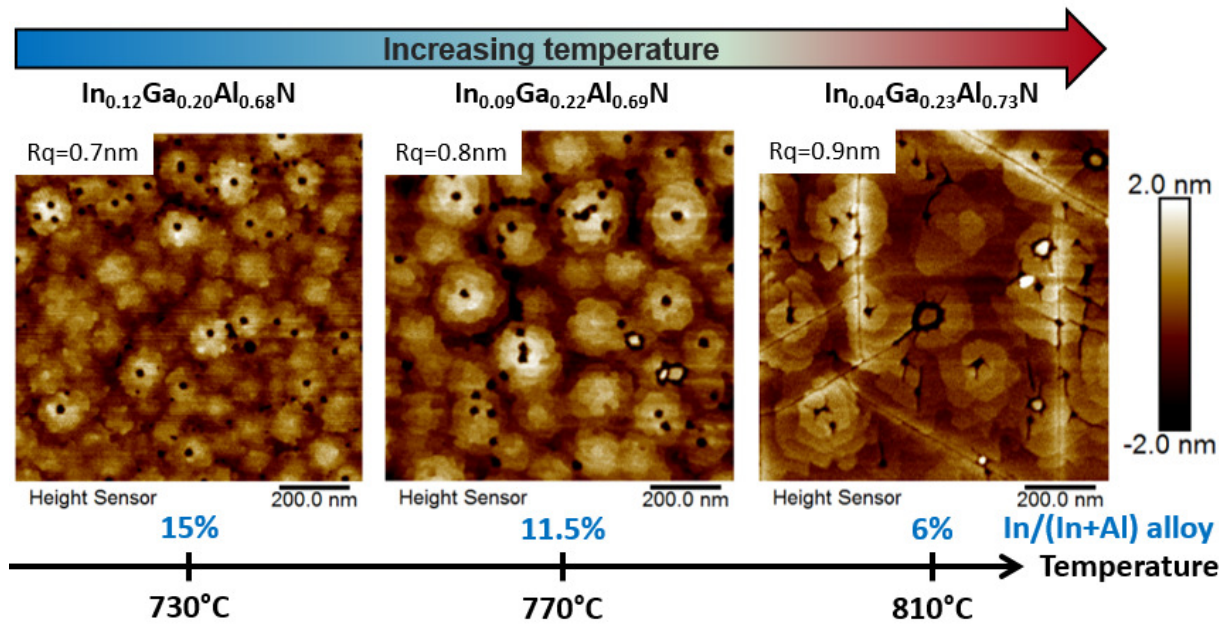 Increasing temperature
In0.12Ga0.20Al0.68N In0.09Ga0.22Al0.69N In0.04Ga0.23Al0.73N
Rq=0.7nm Rq=0.8nm Rq=0.9nm
2.0 nm
-2.0 nm
Height Sensor 200.0 nm Height Sensor 200.0 nm Height Sensor 200.0 nm
15% 11.5% 6% In/(In+Al) alloy
Temperature
730°C 770°C 810°C